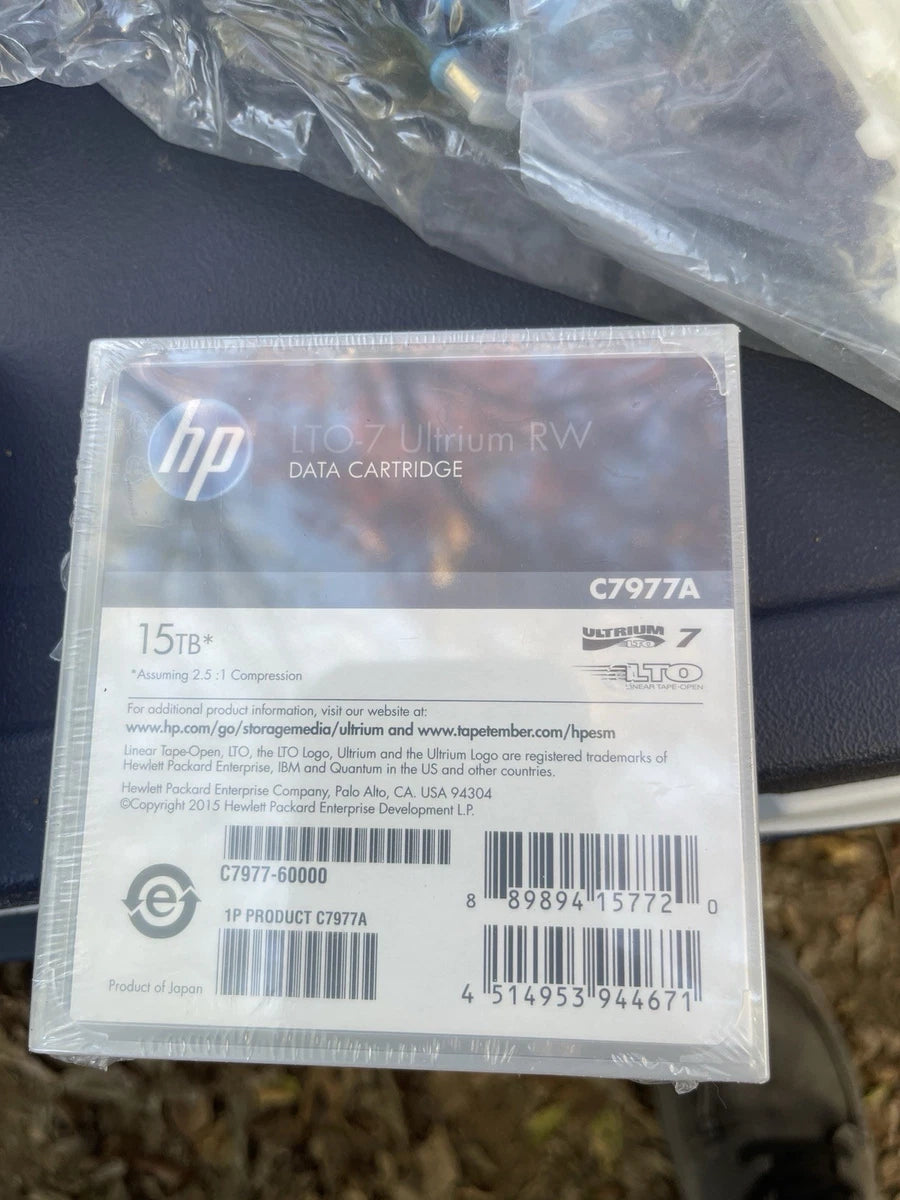 hp
LTO-7 Ultrium RW
DATA CARTRIDGE
C7977A
15TB*
*Assuming 2.5 :1 Compression
ULTRIUM 7
LTO
LTO
LINEAR TAPE-OPEN
For additional product information, visit our website at:
www.hp.com/go/storagemedia/ultrium and www.tapetember.com/hpesm
Linear Tape-Open, LTO, the LTO Logo, Ultrium and the Ultrium Logo are registered trademarks of
Hewlett Packard Enterprise, IBM and Quantum in the US and other countries.
Hewlett Packard Enterprise Company, Palo Alto, CA. USA 94304
©Copyright 2015 Hewlett Packard Enterprise Development L.P.
C7977-60000
8 89894 15772 0
1P PRODUCT C7977A
Product of Japan
4 514953 944671